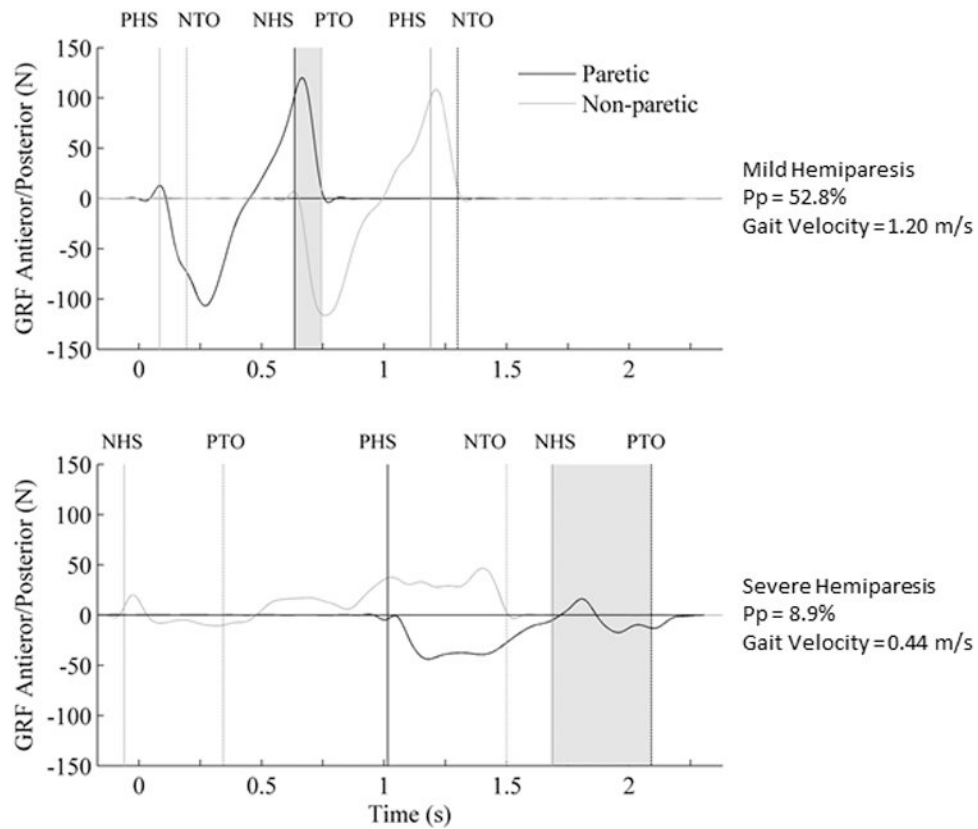 PHS NTO NHS PTO PHS NTO
150
100
50
0
-50
-100
-150
GRF Antieror/Posterior (N)
Paretic
Non-paretic
0 0.5 1 1.5 2
Mild Hemiparesis
Pp = 52.8%
Gait Velocity = 1.20 m/s
NHS PTO PHS NTO NHS PTO
150
100
50
0
-50
-100
-150
GRF Antieror/Posterior (N)
0 0.5 1 1.5 2
Time (s)
Severe Hemiparesis
Pp = 8.9%
Gait Velocity = 0.44 m/s